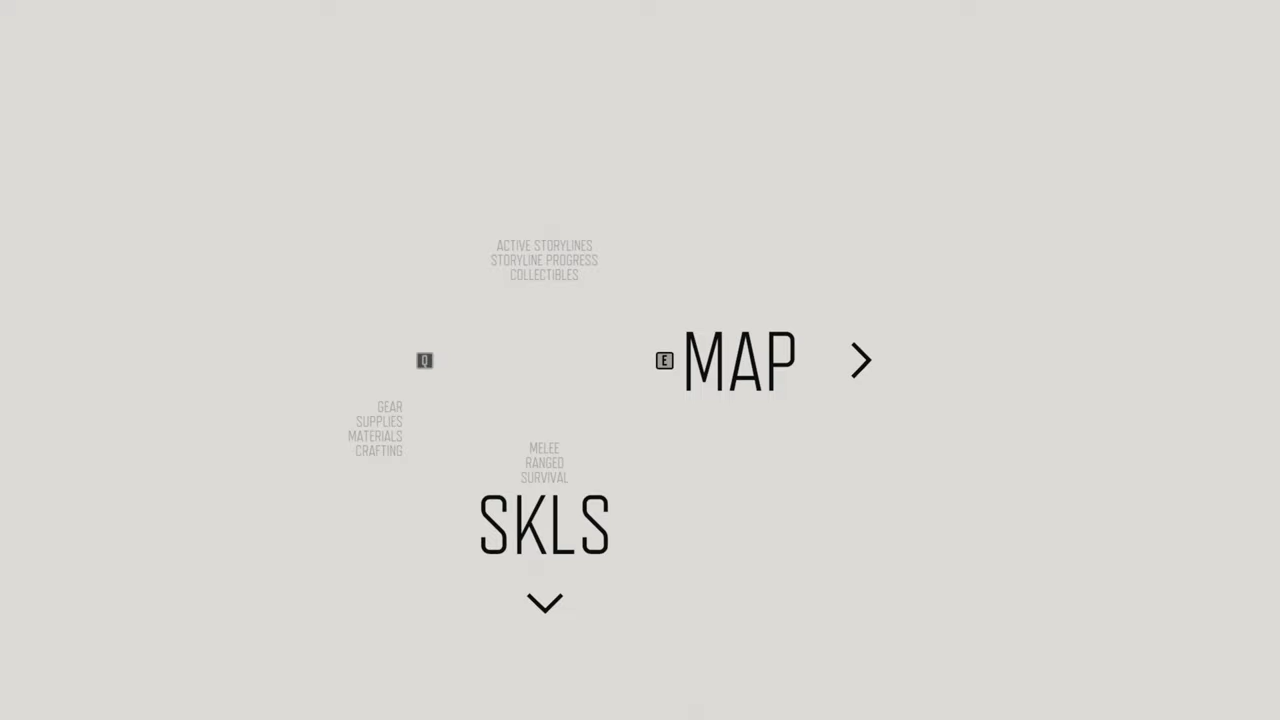 ACTIVE STORYLINES
STORYLINE PROGRESS
COLLECTIBLES
Q
E
MAP
GEAR
SUPPLIES
MATERIALS
CRAFTING
MELEE
RANGED
SURVIVAL
SKLS